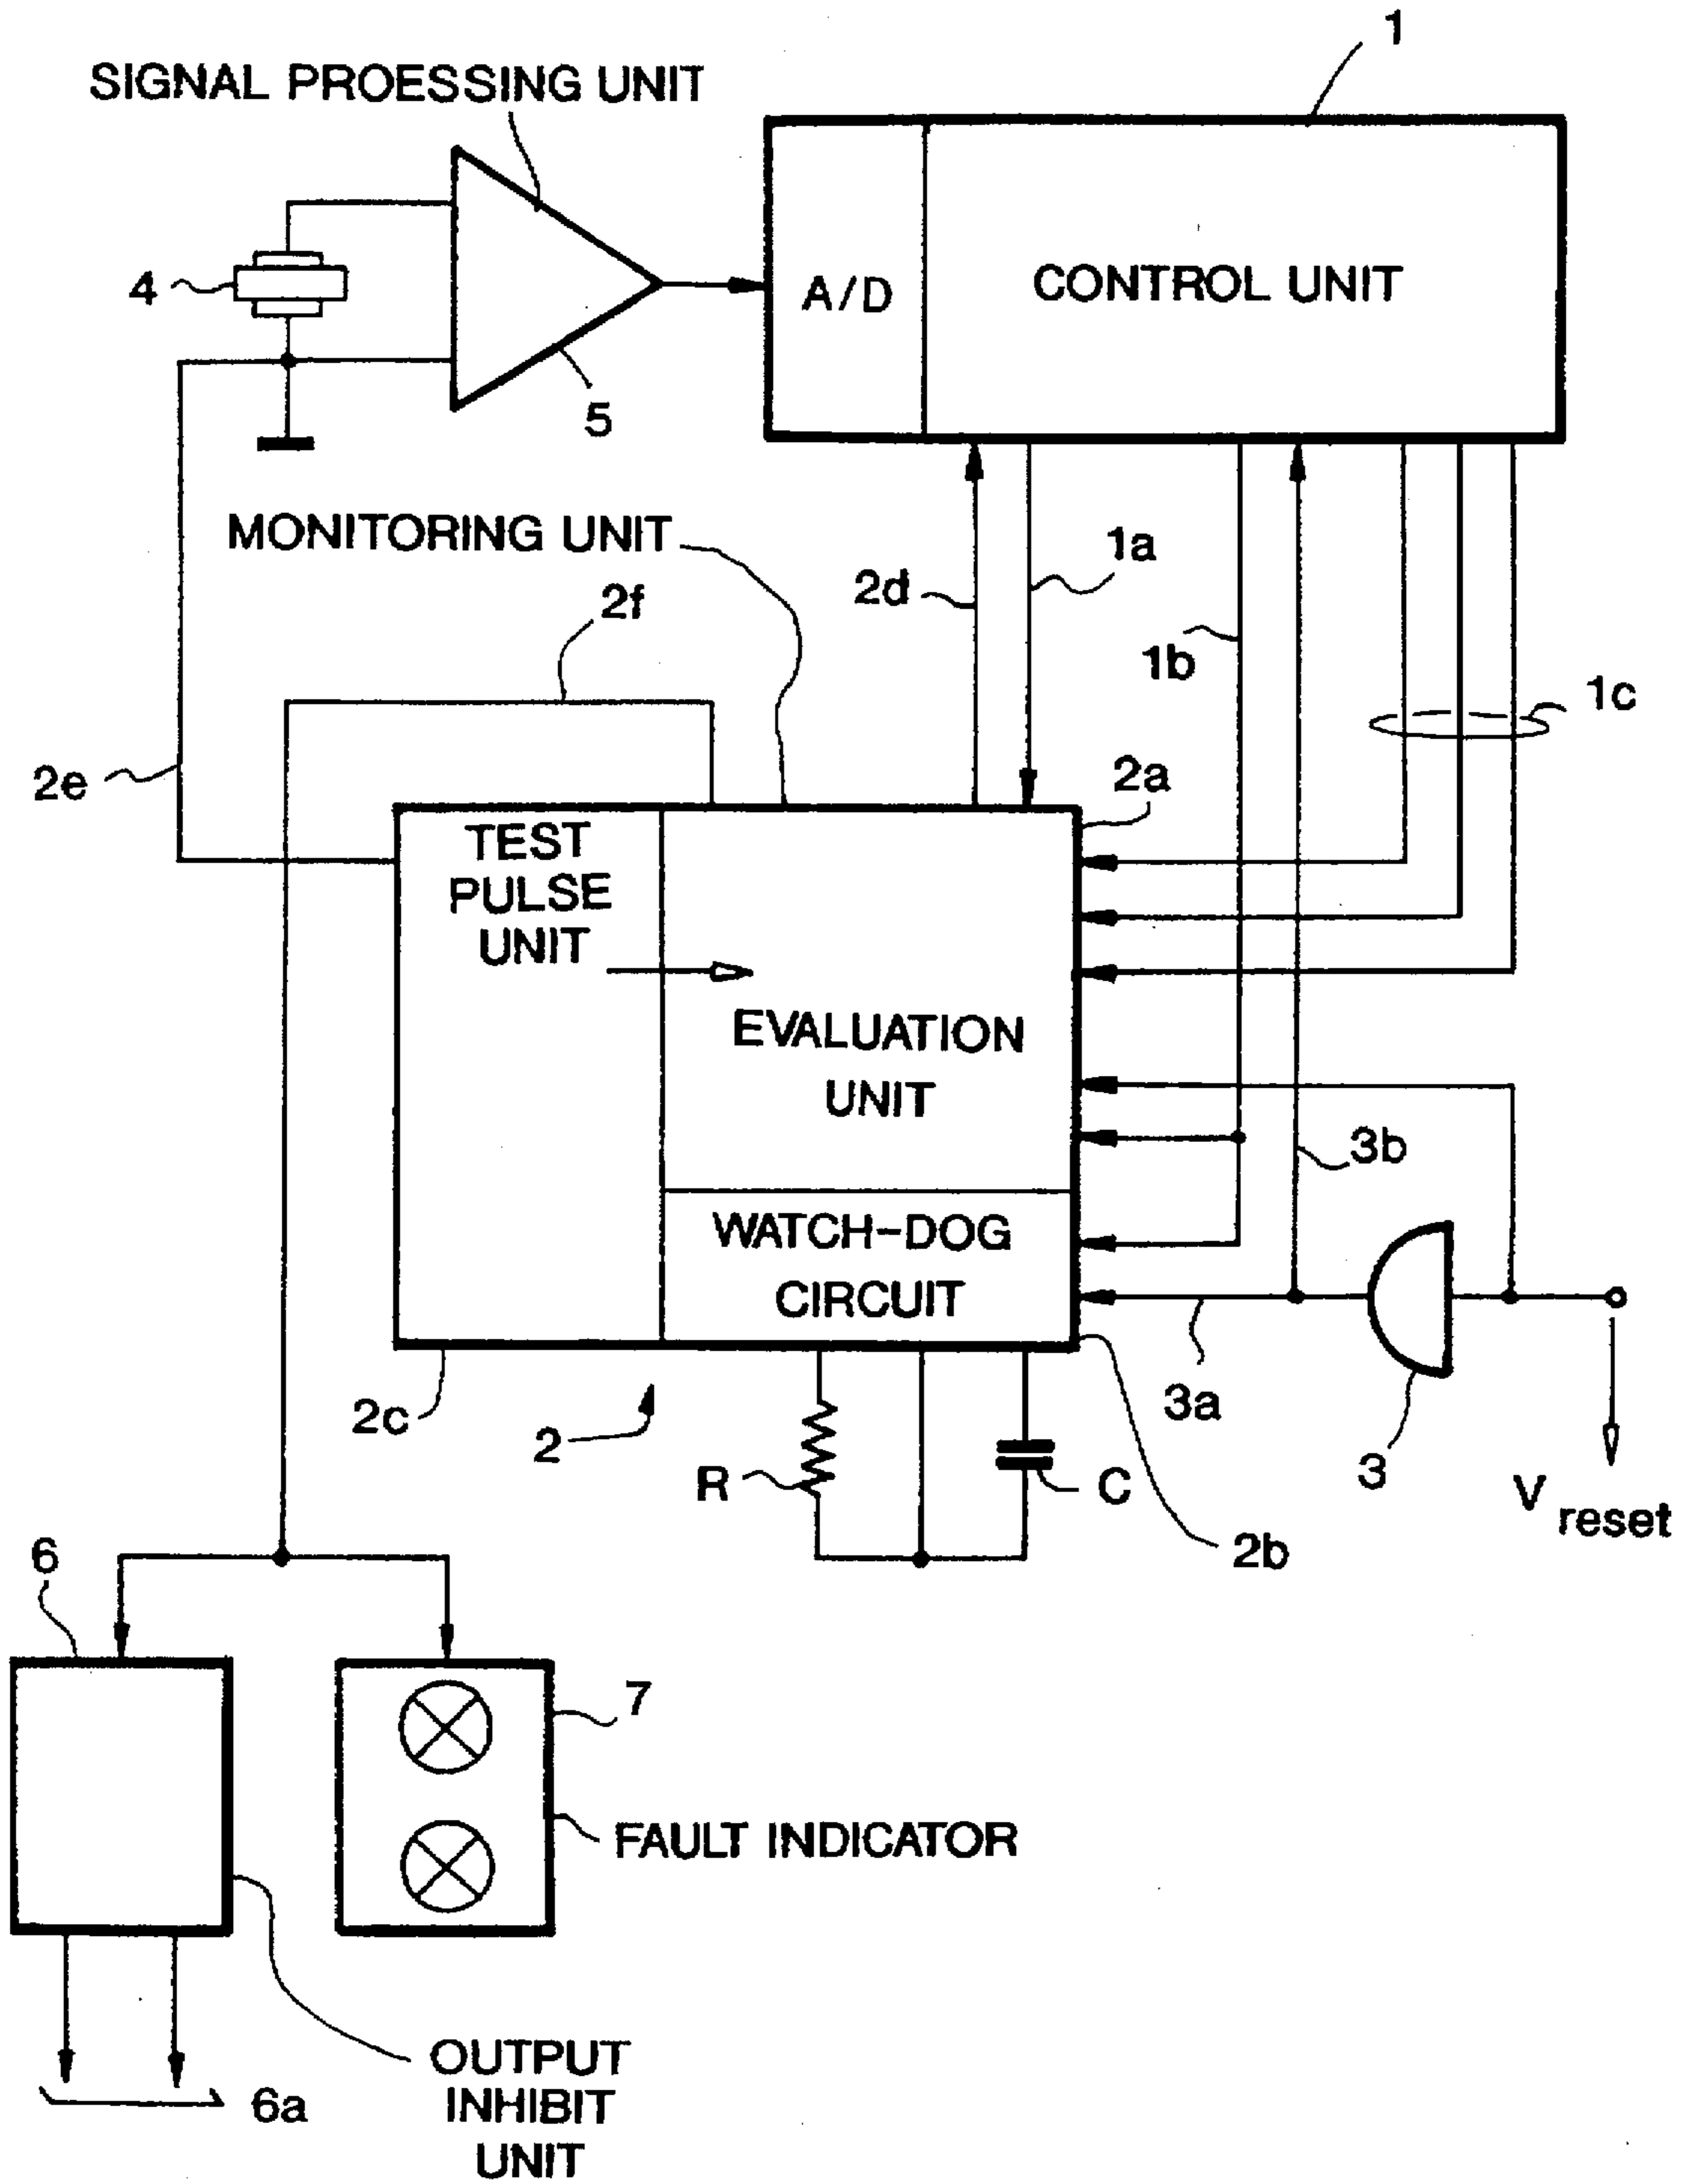 1
SIGNAL PROESSING UNIT
4
A/D
CONTROL UNIT
5
MONITORING UNIT
1a
2d
2f
1b
1c
2e
2a
TEST
PULSE
UNIT
EVALUATION
UNIT
3b
WATCH-DOG
CIRCUIT
2c
2
3a
3
R
C
V reset
2b
6
7
FAULT INDICATOR
OUTPUT
INHIBIT
UNIT
6a